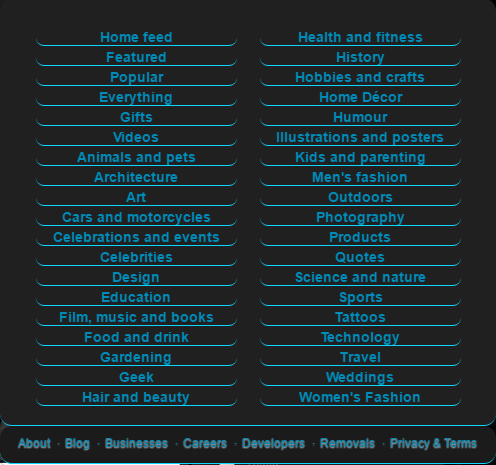 Home feed
Featured
Popular
Everything
Gifts
Videos
Animals and pets
Architecture
Art
Cars and motorcycles
Celebrations and events
Celebrities
Design
Education
Film, music and books
Food and drink
Gardening
Geek
Hair and beauty
Health and fitness
History
Hobbies and crafts
Home Décor
Humour
Illustrations and posters
Kids and parenting
Men's fashion
Outdoors
Photography
Products
Quotes
Science and nature
Sports
Tattoos
Technology
Travel
Weddings
Women's Fashion
About · Blog · Businesses · Careers · Developers · Removals · Privacy & Terms